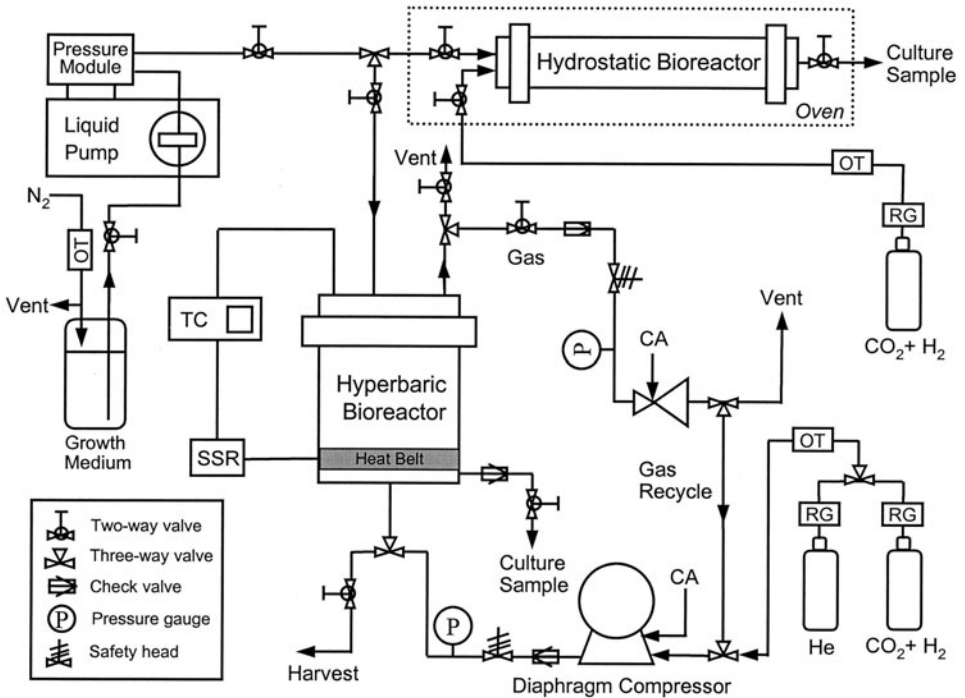 Pressure
Module
Liquid
Pump
N₂
OT
Vent
Growth
Medium
Hydrostatic Bioreactor
Oven
Culture
Sample
OT
RG
CO₂+ H₂
Vent
Gas
TC
SSR
Hyperbaric
Bioreactor
Heat Belt
P
CA
Vent
Gas
Recycle
OT
RG
RG
He
CO₂+ H₂
Culture
Sample
CA
Diaphragm Compressor
P
Harvest
Two-way valve
Three-way valve
Check valve
P
Pressure gauge
Safety head